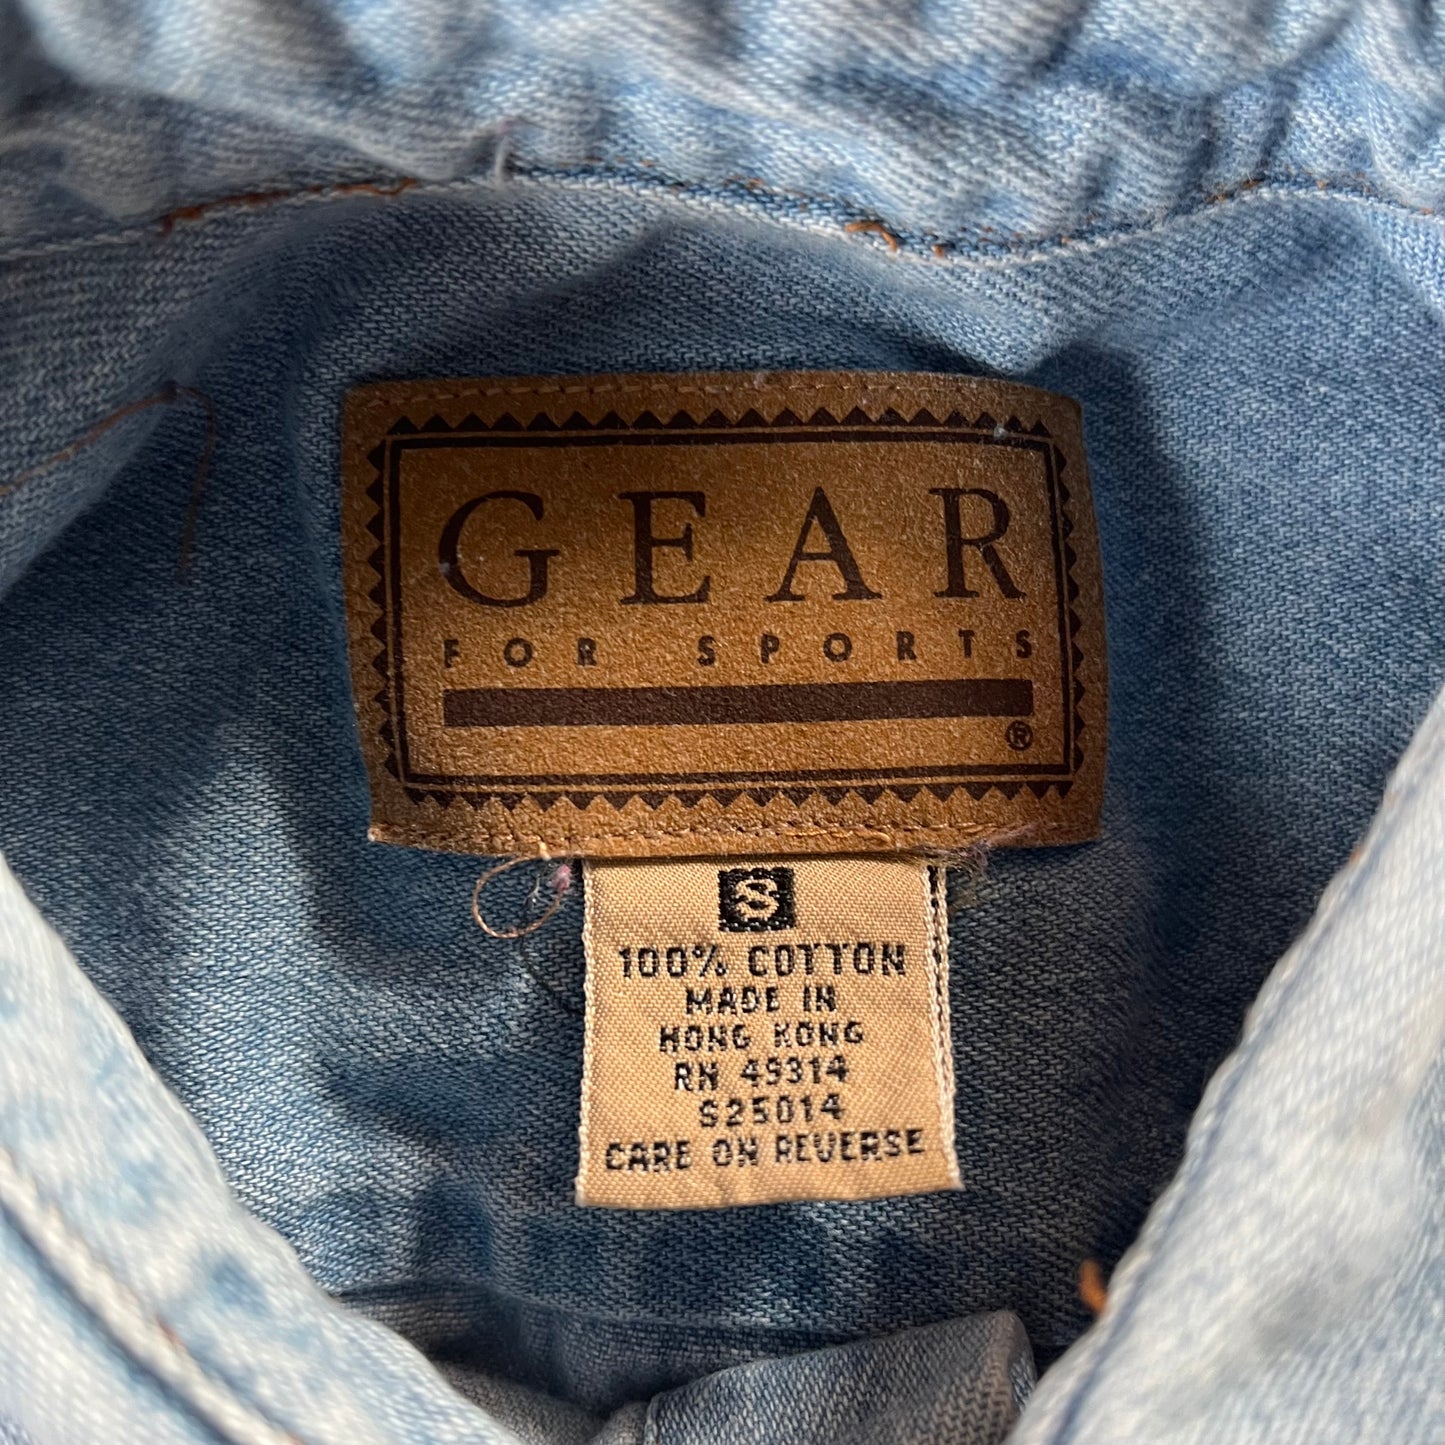 GEAR
FOR SPORTS
®
S
100% COTTON
MADE IN
HONG KONG
RN 49314
S25014
CARE ON REVERSE